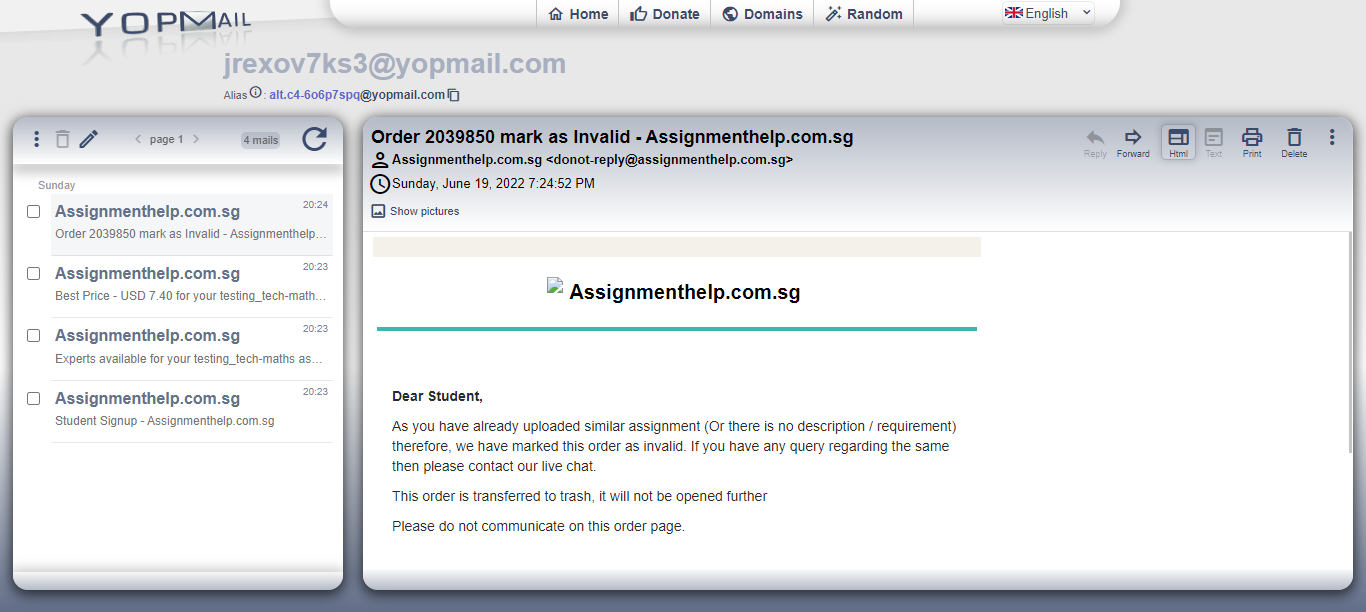 YOPMAIL
Home Donate Domains Random English
jrexov7ks3@yopmail.com
Alias : alt.c4-6o6p7spq@yopmail.com
page 1 4 mails
Sunday
Assignmenthelp.com.sg 20:24
Order 2039850 mark as Invalid - Assignmenthelp...
Assignmenthelp.com.sg 20:23
Best Price - USD 7.40 for your testing_tech-math...
Assignmenthelp.com.sg 20:23
Experts available for your testing_tech-maths as...
Assignmenthelp.com.sg 20:23
Student Signup - Assignmenthelp.com.sg
Order 2039850 mark as Invalid - Assignmenthelp.com.sg
Assignmenthelp.com.sg <donot-reply@assignmenthelp.com.sg>
Sunday, June 19, 2022 7:24:52 PM
Show pictures
Reply Forward Html Text Print Delete
Assignmenthelp.com.sg
Dear Student,
As you have already uploaded similar assignment (Or there is no description / requirement)
therefore, we have marked this order as invalid. If you have any query regarding the same
then please contact our live chat.
This order is transferred to trash, it will not be opened further
Please do not communicate on this order page.